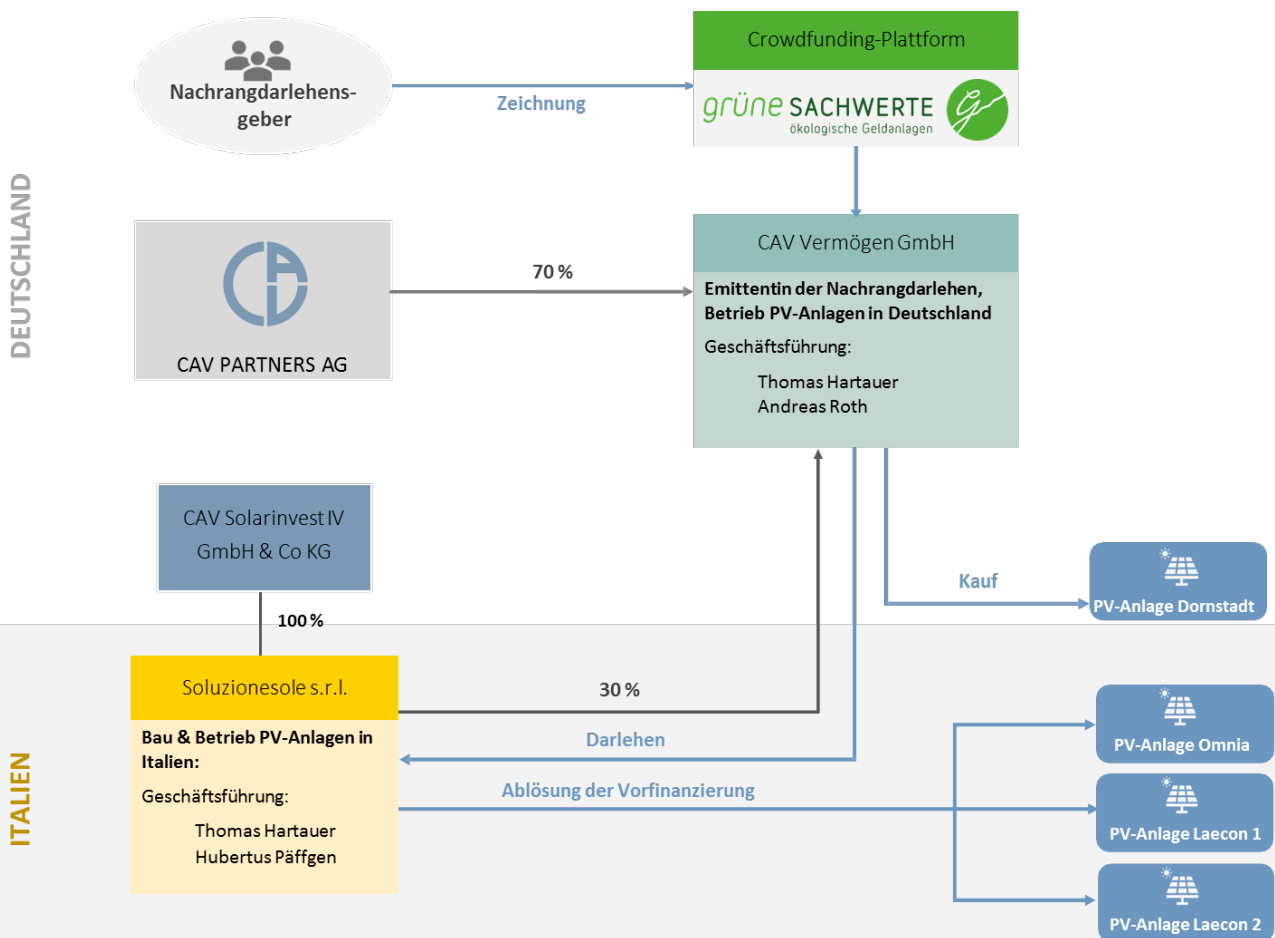 Nachrangdarlehens-
geber
Zeichnung
Crowdfunding-Plattform
grüne SACHWERTE
ökologische Geldanlagen
DEUTSCHLAND
CAV PARTNERS AG
70 %
CAV Vermögen GmbH
Emittentin der Nachrangdarlehen,
Betrieb PV-Anlagen in Deutschland
Geschäftsführung:
Thomas Hartauer
Andreas Roth
CAV Solarinvest IV
GmbH & Co KG
100 %
Kauf
PV-Anlage Dornstadt
ITALIEN
Soluzionesole s.r.l.
Bau & Betrieb PV-Anlagen in
Italien:
Geschäftsführung:
Thomas Hartauer
Hubertus Päffgen
30 %
Darlehen
Ablösung der Vorfinanzierung
PV-Anlage Omnia
PV-Anlage Laecon 1
PV-Anlage Laecon 2